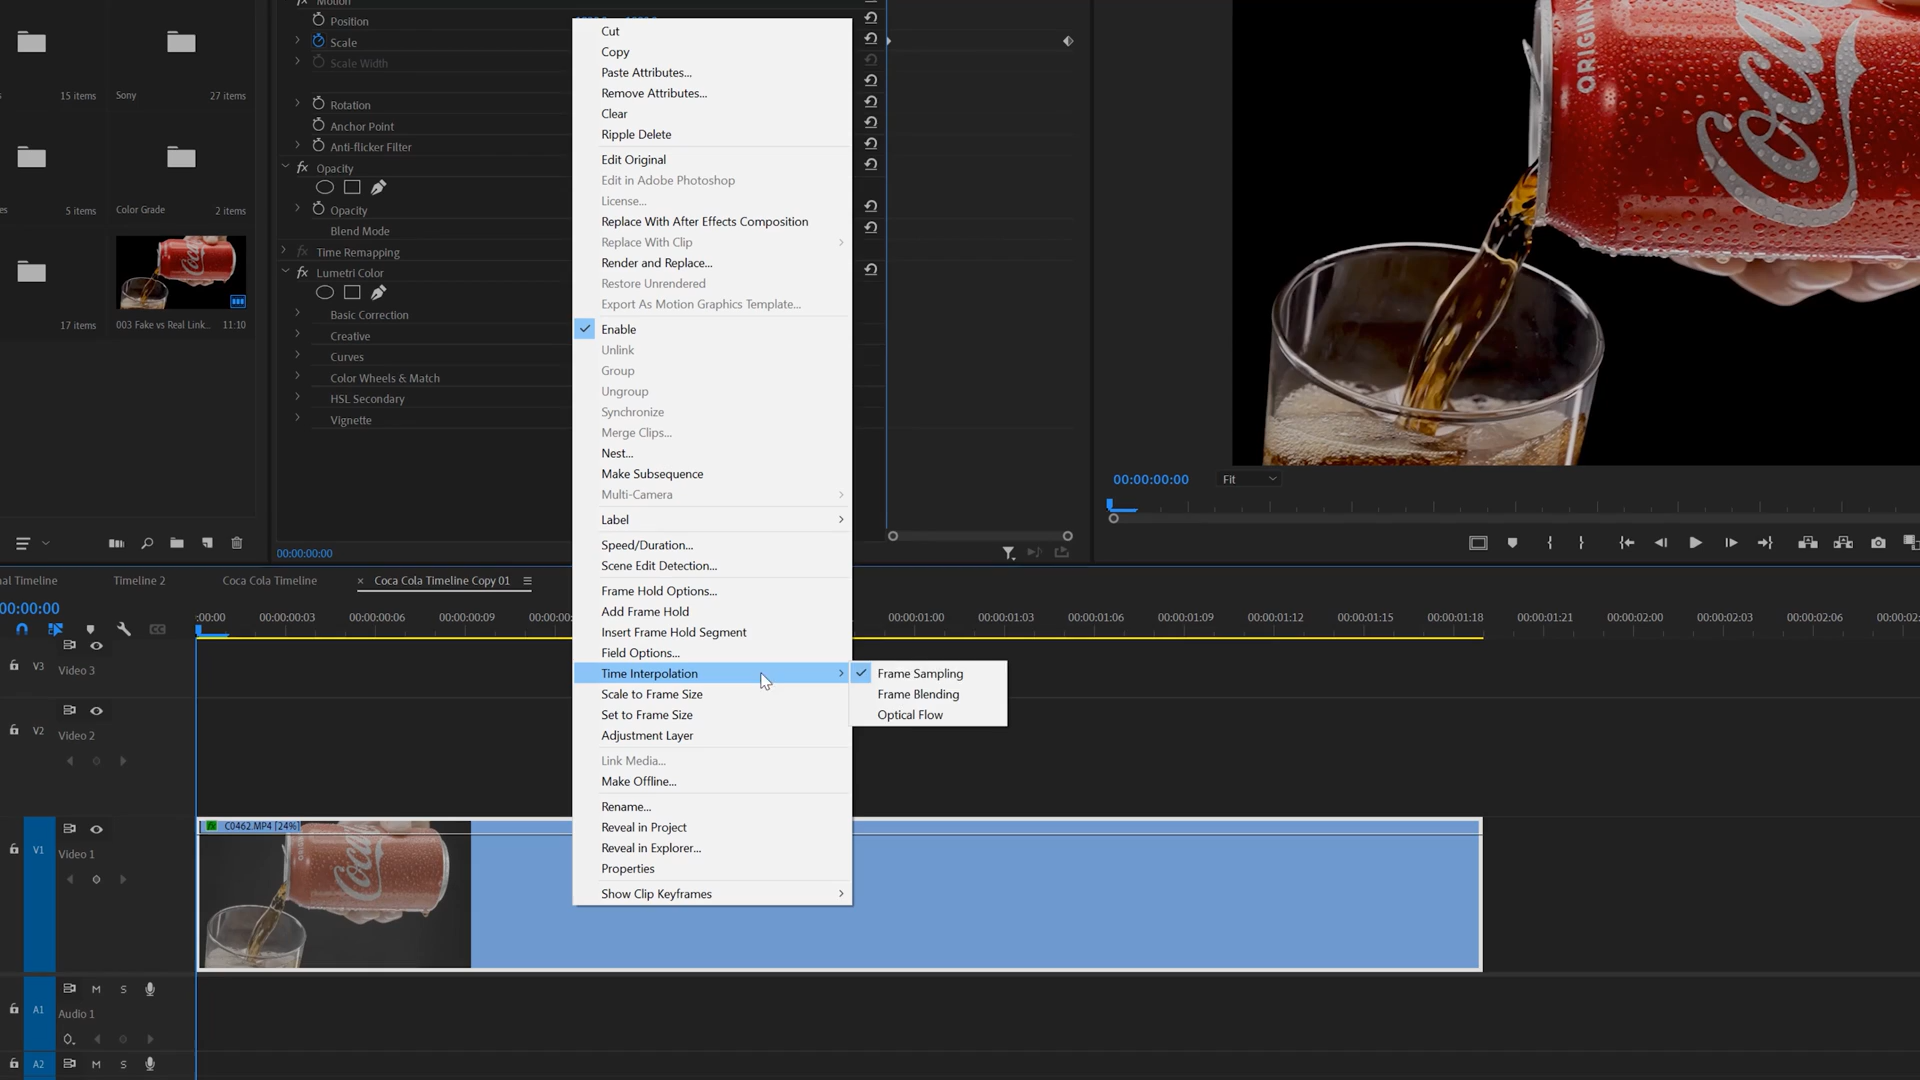 Motion
Position
Scale
Scale Width
Rotation
Anchor Point
Anti-flicker Filter
Opacity
Opacity
Blend Mode
Time Remapping
Lumetri Color
Basic Correction
Creative
Curves
Color Wheels & Match
HSL Secondary
Vignette
00:00:00:00
15 items
Sony 27 items
5 items
Color Grade 2 items
17 items
003 Fake vs Real Link... 11:10
Cut
Copy
Paste Attributes...
Remove Attributes...
Clear
Ripple Delete
Edit Original
Edit in Adobe Photoshop
License...
Replace With After Effects Composition
Replace With Clip
Render and Replace...
Restore Unrendered
Export As Motion Graphics Template...
Enable
Unlink
Group
Ungroup
Synchronize
Merge Clips...
Nest...
Make Subsequence
Multi-Camera
Label
Speed/Duration...
Scene Edit Detection...
Frame Hold Options...
Add Frame Hold
Insert Frame Hold Segment
Field Options...
Time Interpolation
Scale to Frame Size
Set to Frame Size
Adjustment Layer
Link Media...
Make Offline...
Rename...
Reveal in Project
Reveal in Explorer...
Properties
Show Clip Keyframes
Frame Sampling
Frame Blending
Optical Flow
ORIGINA
Coca
00:00:00:00 Fit
nal Timeline Timeline 2 Coca Cola Timeline × Coca Cola Timeline Copy 01
00:00:00:00
:00:00 00:00:00:03 00:00:00:06 00:00:00:09 00:00:01:00 00:00:01:03 00:00:01:06 00:00:01:09 00:00:01:12 00:00:01:15 00:00:01:18 00:00:01:21 00:00:02:00 00:00:02:03 00:00:02:06
V3 Video 3
V2 Video 2
V1 Video 1
fx C0462.MP4 [24%]
A1 M S
Audio 1
A2 M S